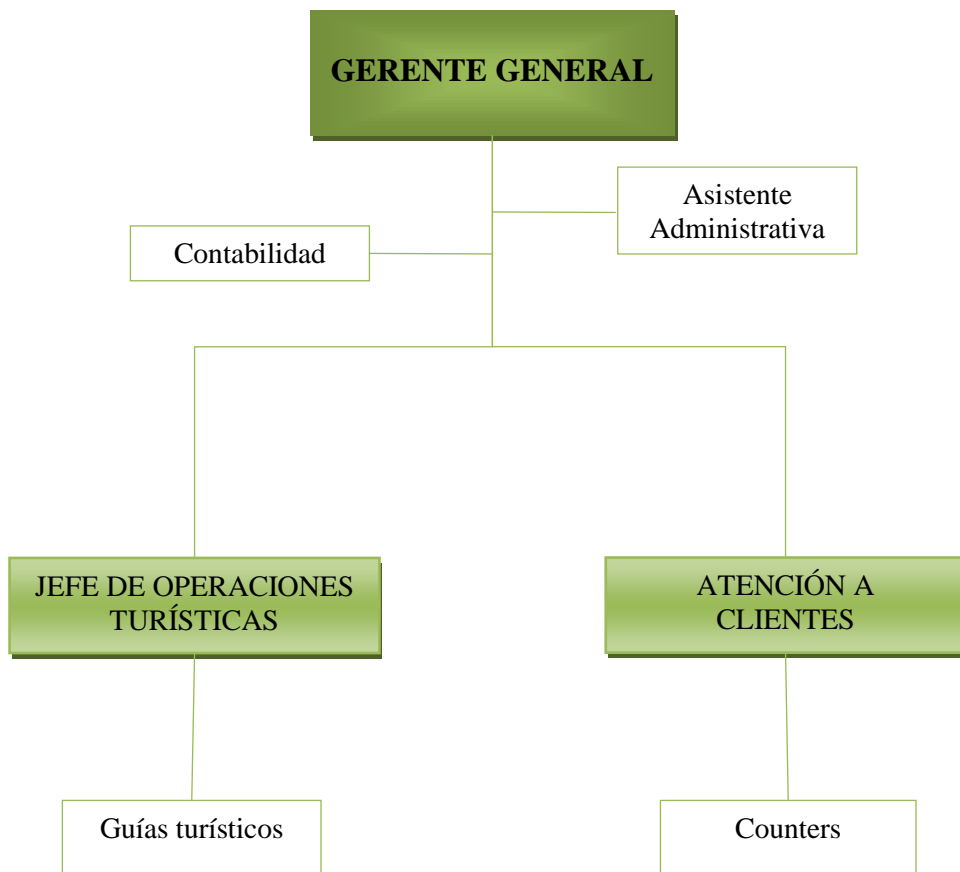 GERENTE GENERAL
Asistente
Administrativa
Contabilidad
JEFE DE OPERACIONES
TURÍSTICAS
ATENCIÓN A
CLIENTES
Guías turísticos
Counters